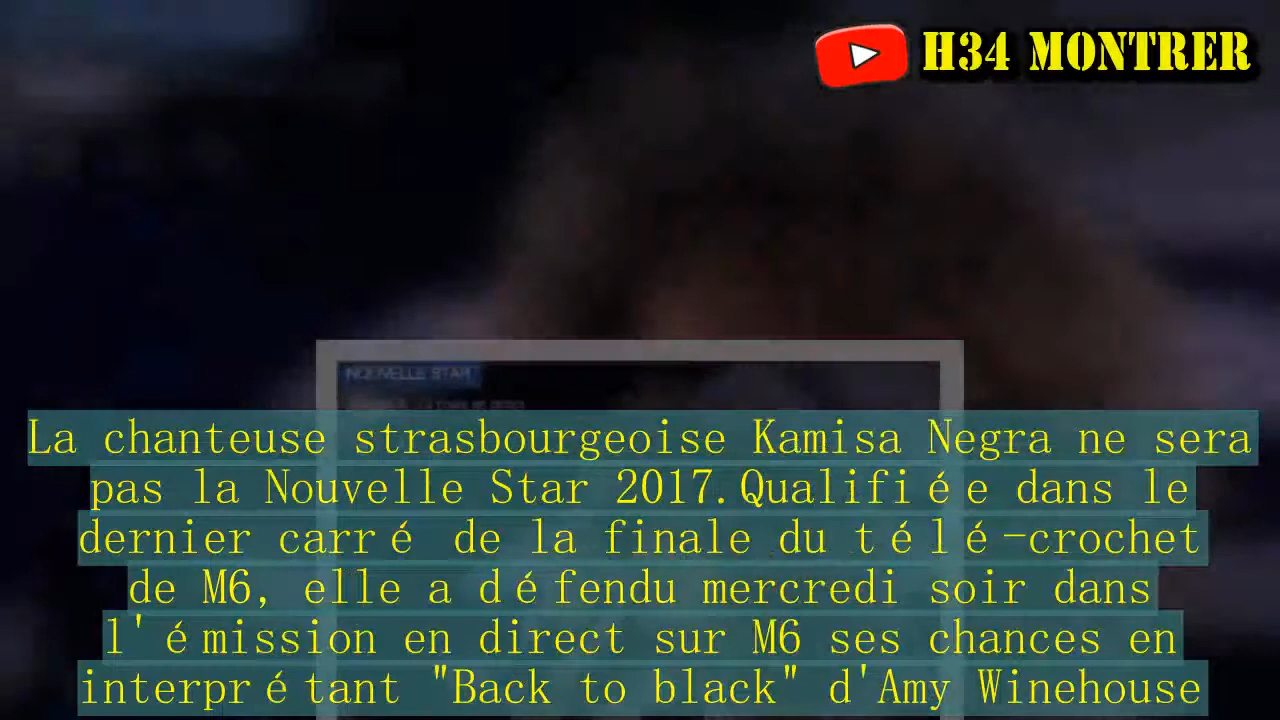 H34 MONTRER
NOUVELLE STAR
La chanteuse strasbourgeoise Kamisa Negra ne sera
pas la Nouvelle Star 2017.Qualifiée dans le
dernier carré de la finale du télé-crochet
de M6, elle a défendu mercredi soir dans
l'émission en direct sur M6 ses chances en
interprétant "Back to black" d'Amy Winehouse